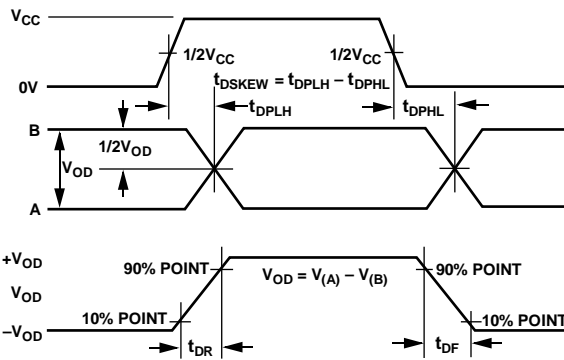 VCC
1/2VCC
1/2VCC
0V
tDSKEW = tDPLH – tDPHL
tDPLH
tDPHL
B
1/2VOD
VOD
A
+VOD
90% POINT
VOD = V(A) – V(B)
90% POINT
VOD
10% POINT
10% POINT
–VOD
tDR
tDF